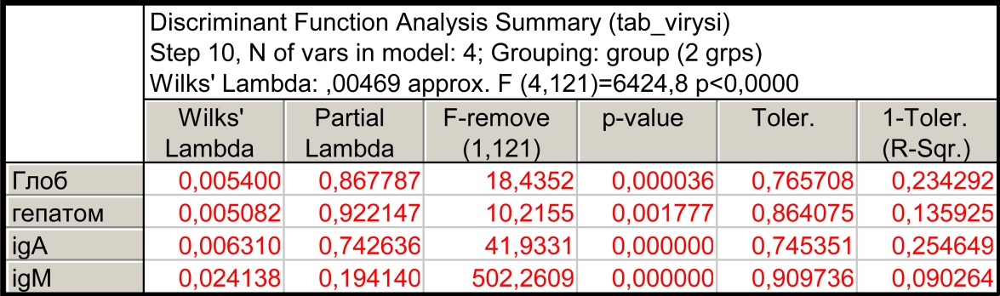 Discriminant Function Analysis Summary (tab_virysi)
Step 10, N of vars in model: 4; Grouping: group (2 grps)
Wilks' Lambda: ,00469 approx. F (4,121)=6424,8 p<0,0000
Wilks' Lambda Partial Lambda F-remove (1,121) p-value Toler. 1-Toler. (R-Sqr.)
Глоб 0,005400 0,867787 18,4352 0,000036 0,765708 0,234292
гепатом 0,005082 0,922147 10,2155 0,001777 0,864075 0,135925
igA 0,006310 0,742636 41,9331 0,000000 0,745351 0,254649
igM 0,024138 0,194140 502,2609 0,000000 0,909736 0,090264